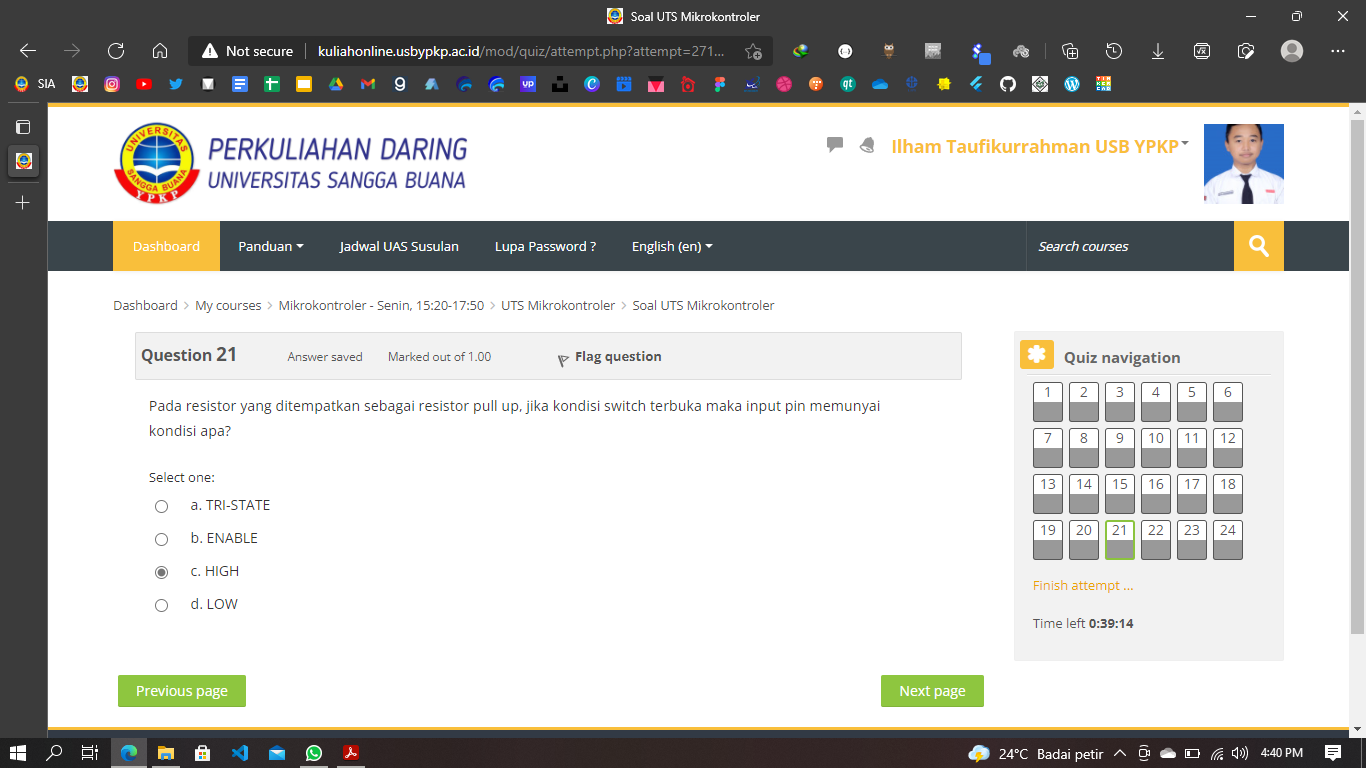 Soal UTS Mikrokontroler
Not secure
kuliahonline.usbypkp.ac.id/mod/quiz/attempt.php?attempt=271...
SIA
UNIVERSITAS
SANGGA BUANA
YPKP
PERKULIAHAN DARING
UNIVERSITAS SANGGA BUANA
Ilham Taufikurrahman USB YPKP
Dashboard
Panduan
Jadwal UAS Susulan
Lupa Password ?
English (en)
Search courses
Dashboard > My courses > Mikrokontroler - Senin, 15:20-17:50 > UTS Mikrokontroler > Soal UTS Mikrokontroler
Question 21
Answer saved
Marked out of 1.00
Flag question
Pada resistor yang ditempatkan sebagai resistor pull up, jika kondisi switch terbuka maka input pin memunyai
kondisi apa?
Select one:
a. TRI-STATE
b. ENABLE
c. HIGH
d. LOW
Previous page
Next page
Quiz navigation
1 2 3 4 5 6
7 8 9 10 11 12
13 14 15 16 17 18
19 20 21 22 23 24
Finish attempt ...
Time left 0:39:14
24°C Badai petir
4:40 PM